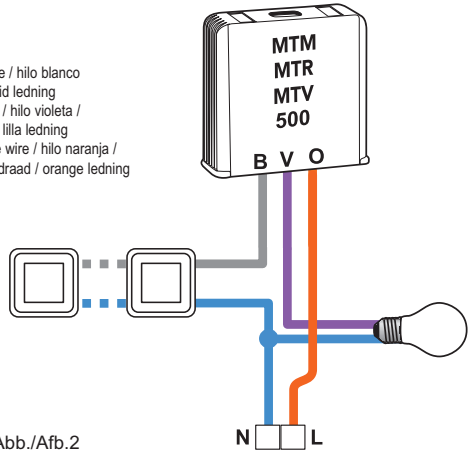 MTM
MTR
MTV
500
B V O
/ hilo blanco
ledning
/ hilo violeta /
lilla ledning
wire / hilo naranja /
draad / orange ledning
N L
Abb./Afb.2